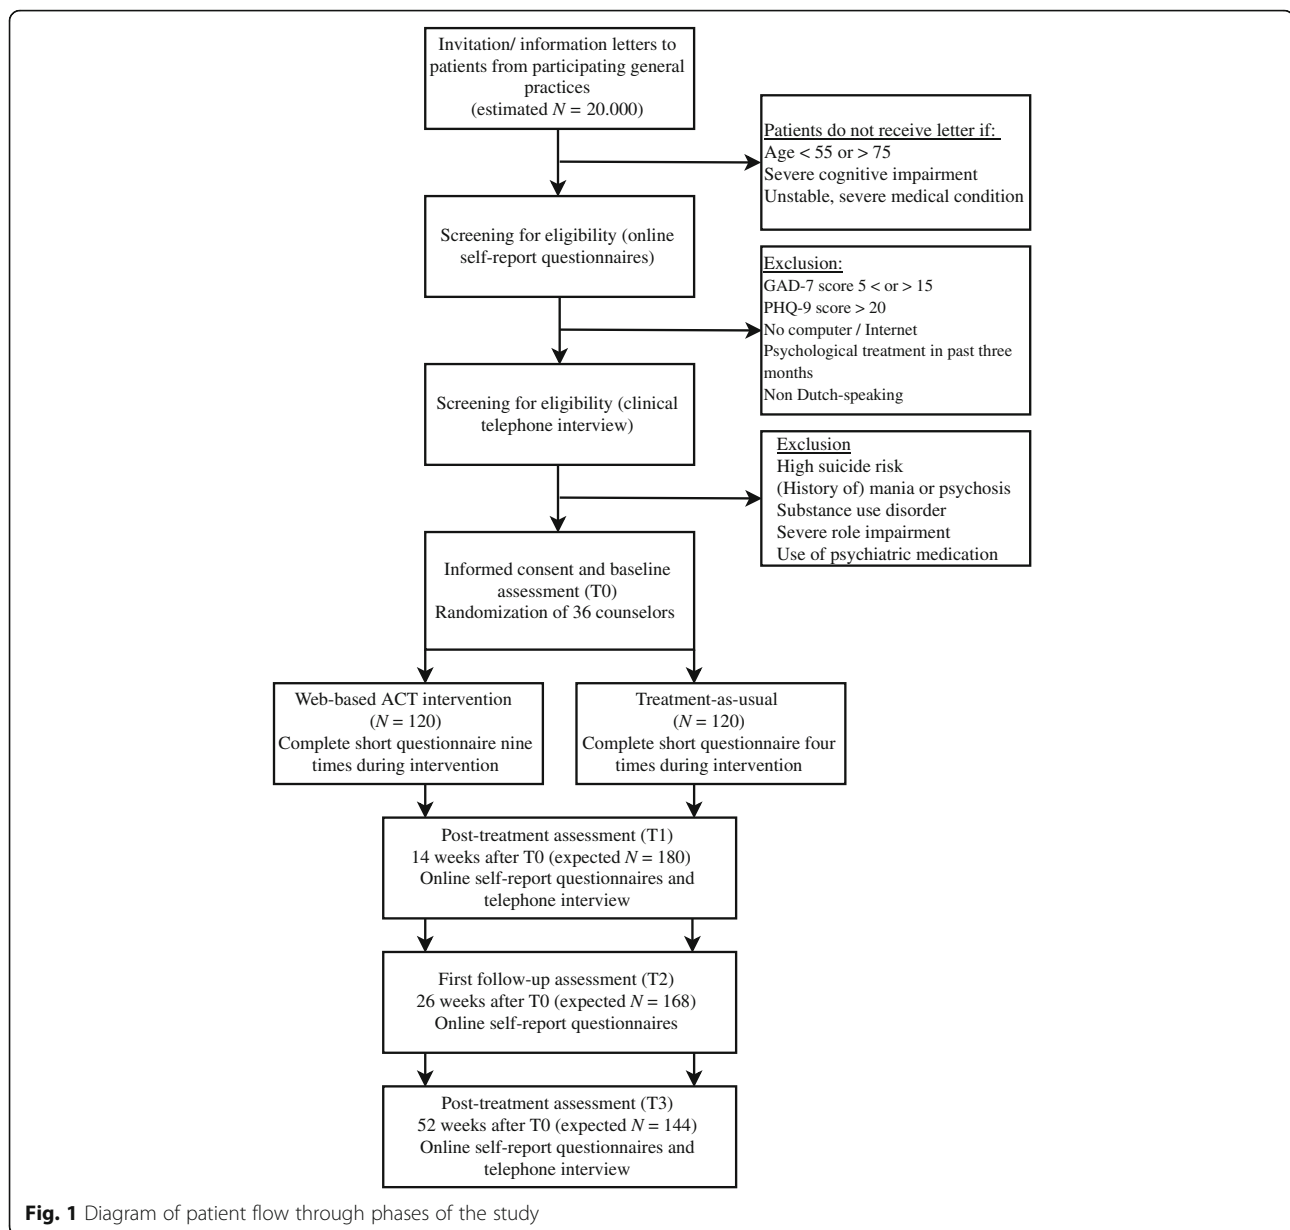 Invitation/ information letters to
patients from participating general
practices
(estimated N = 20.000)
Patients do not receive letter if:
Age < 55 or > 75
Severe cognitive impairment
Unstable, severe medical condition
Screening for eligibility (online
self-report questionnaires)
Exclusion:
GAD-7 score 5 < or > 15
PHQ-9 score > 20
No computer / Internet
Psychological treatment in past three
months
Non Dutch-speaking
Screening for eligibility (clinical
telephone interview)
Exclusion
High suicide risk
(History of) mania or psychosis
Substance use disorder
Severe role impairment
Use of psychiatric medication
Informed consent and baseline
assessment (T0)
Randomization of 36 counselors
Web-based ACT intervention
(N = 120)
Complete short questionnaire nine
times during intervention
Treatment-as-usual
(N = 120)
Complete short questionnaire four
times during intervention
Post-treatment assessment (T1)
14 weeks after T0 (expected N = 180)
Online self-report questionnaires and
telephone interview
First follow-up assessment (T2)
26 weeks after T0 (expected N = 168)
Online self-report questionnaires
Post-treatment assessment (T3)
52 weeks after T0 (expected N = 144)
Online self-report questionnaires and
telephone interview
Fig. 1 Diagram of patient flow through phases of the study